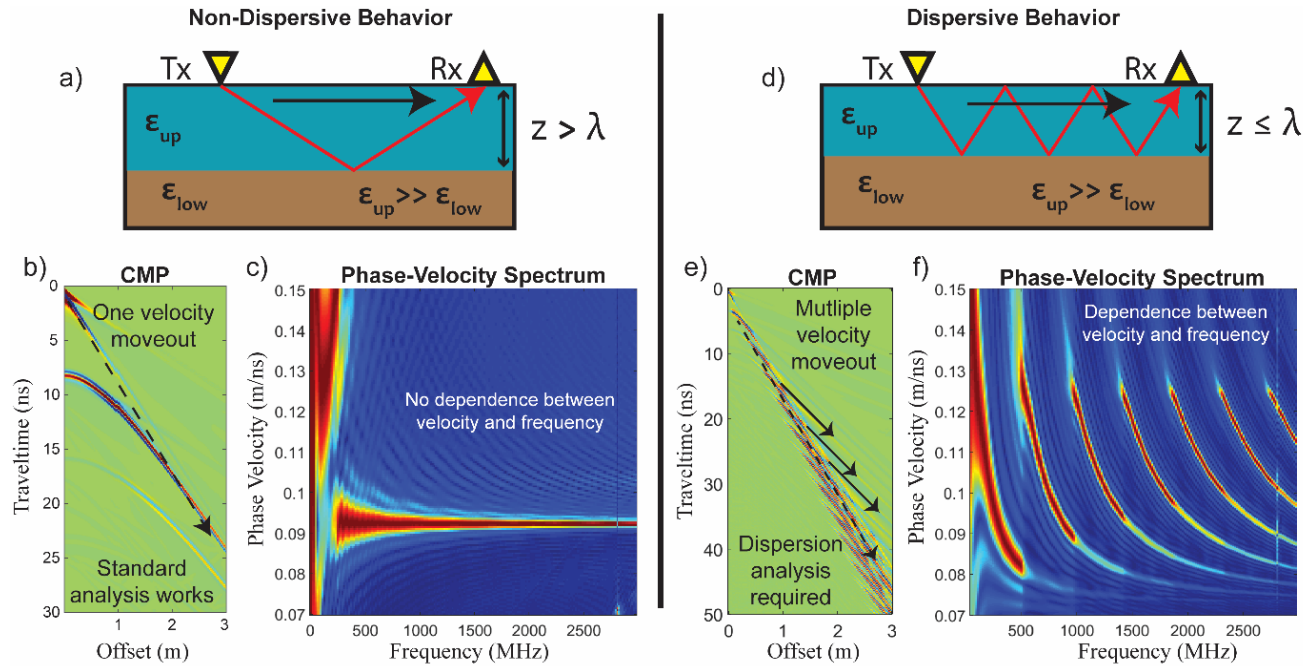 Non-Dispersive Behavior
a)
Tx
Rx
εup
z > λ
εlow
εup>> εlow
b)
CMP
0
5
10
15
20
25
30
Traveltime (ns)
One velocity
moveout
Standard
analysis works
1
2
3
Offset (m)
c)
Phase-Velocity Spectrum
0.15
0.14
0.13
0.12
0.11
0.1
0.09
0.08
0.07
Phase Velocity (m/ns)
No dependence between
velocity and frequency
0
500
1000
1500
2000
2500
Frequency (MHz)
Dispersive Behavior
d)
Tx
Rx
εup
z ≤ λ
εlow
εup>> εlow
e)
CMP
0
10
20
30
40
50
Traveltime (ns)
Mutliple
velocity
moveout
Dispersion
analysis
required
0
1
2
3
Offset (m)
f)
Phase-Velocity Spectrum
0.15
0.14
0.13
0.12
0.11
0.1
0.09
0.08
0.07
Phase Velocity (m/ns)
Dependence between
velocity and frequency
500
1000
1500
2000
2500
Frequency (MHz)